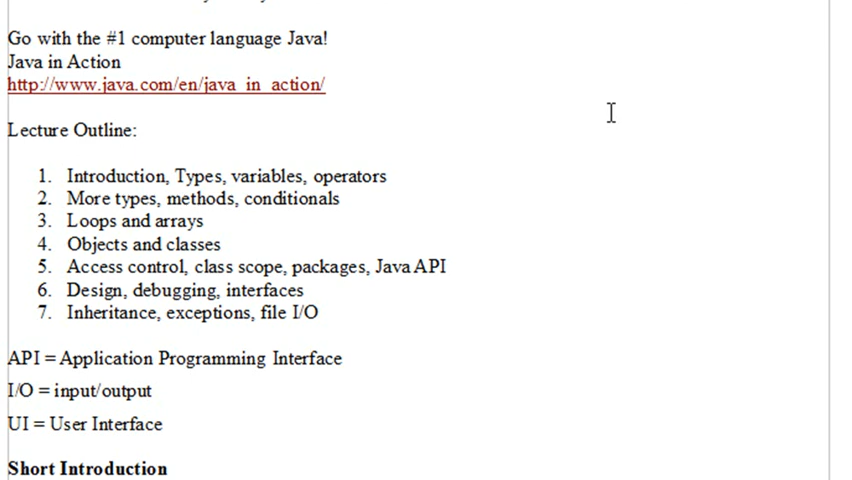 Go with the #1 computer language Java!
Java in Action
http://www.java.com/en/java_in_action/
Lecture Outline:
1. Introduction, Types, variables, operators
2. More types, methods, conditionals
3. Loops and arrays
4. Objects and classes
5. Access control, class scope, packages, Java API
6. Design, debugging, interfaces
7. Inheritance, exceptions, file I/O
API = Application Programming Interface
I/O = input/output
UI = User Interface
Short Introduction